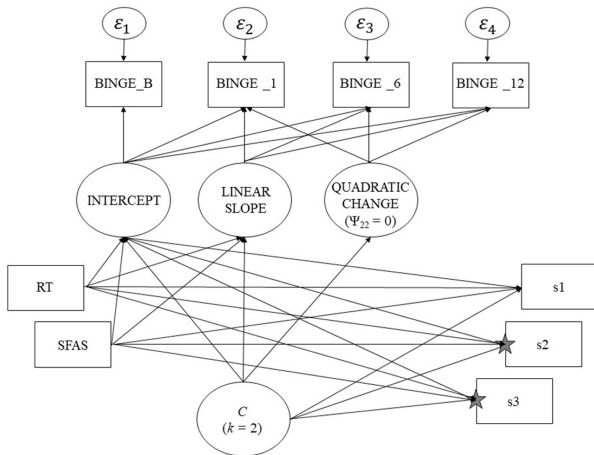 ε1 ε2 ε3 ε4
BINGE_B BINGE _1 BINGE _6 BINGE _12
INTERCEPT
LINEAR
SLOPE
QUADRATIC
CHANGE
(Ψ22 = 0)
RT
s1
SFAS
s2
C
(k = 2)
s3